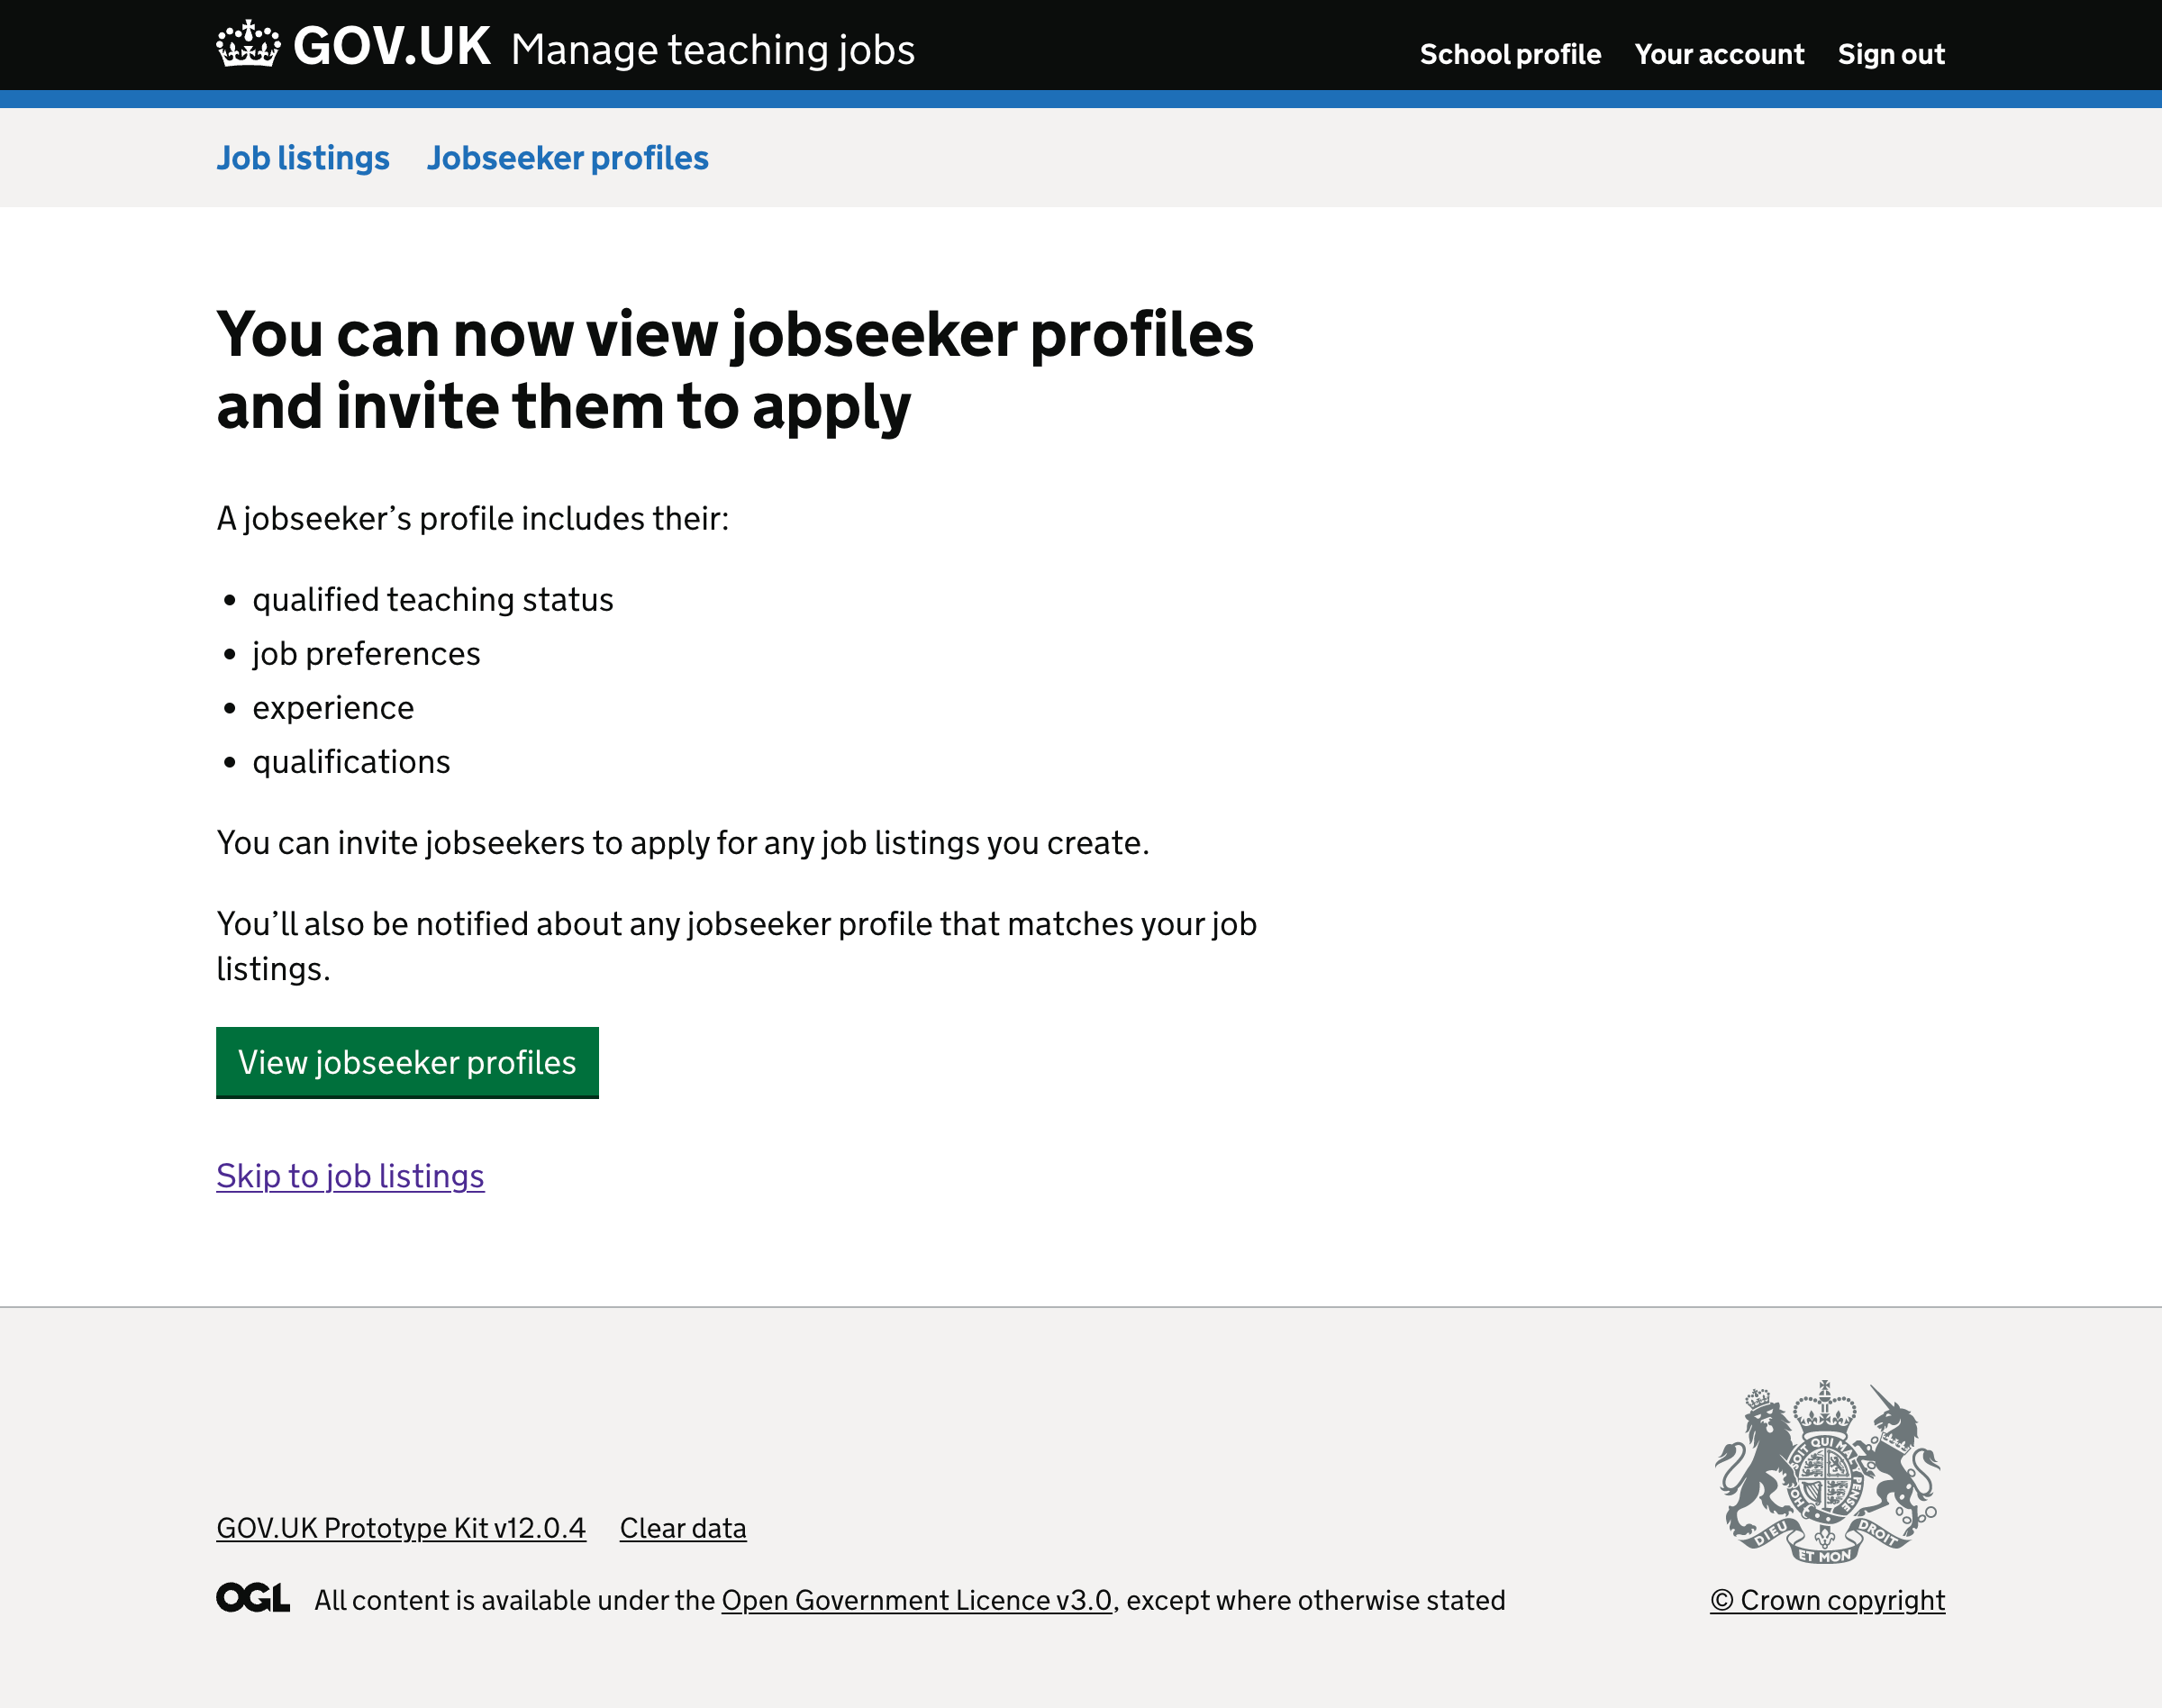 GOV.UK Manage teaching jobs School profile Your account Sign out
Job listings Jobseeker profiles
You can now view jobseeker profiles
and invite them to apply
A jobseeker’s profile includes their:
• qualified teaching status
• job preferences
• experience
• qualifications
You can invite jobseekers to apply for any job listings you create.
You’ll also be notified about any jobseeker profile that matches your job
listings.
View jobseeker profiles
Skip to job listings
SOIT QUI MAL Y PENSE
DIEU ET MON DROIT
GOV.UK Prototype Kit v12.0.4 Clear data
OGL All content is available under the Open Government Licence v3.0, except where otherwise stated © Crown copyright